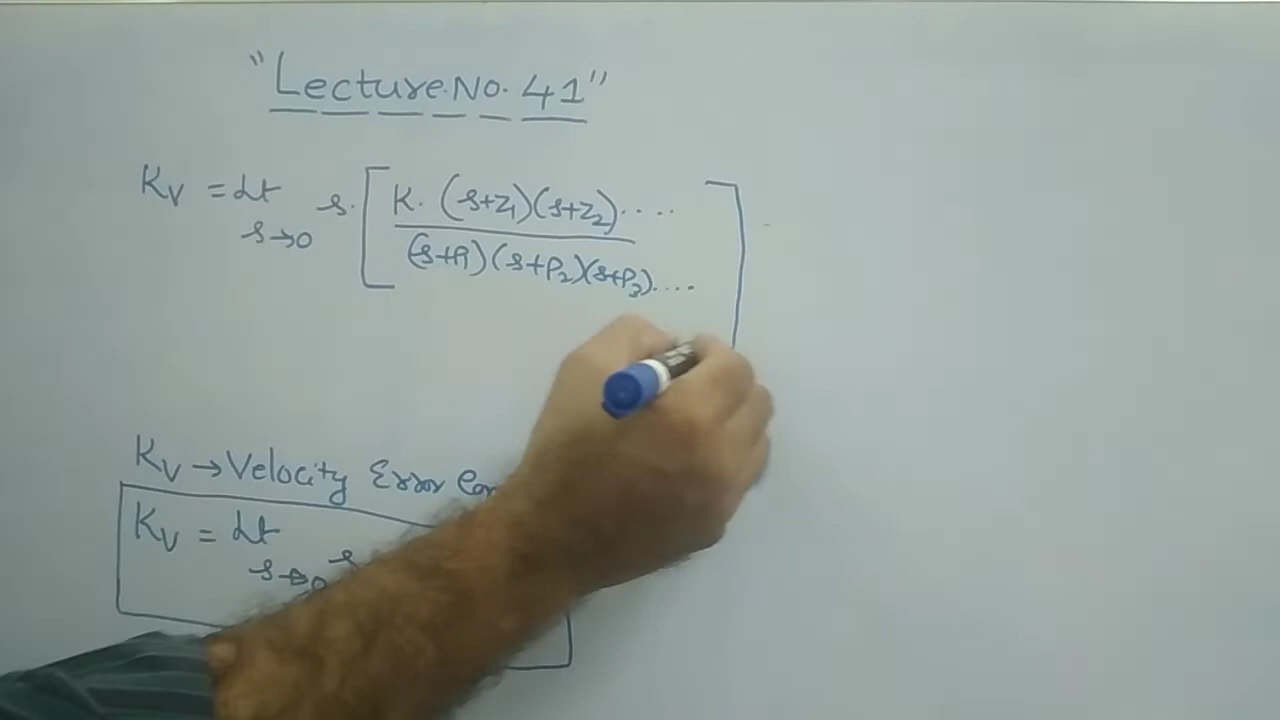 "Lecture.No. 41"
Kv = Lt s→0 s. [ K. (s+Z1)(s+Z2).... / (s+P1)(s+P2)(s+P3).... ]
Kv → Velocity Error
Kv = Lt s→0 s